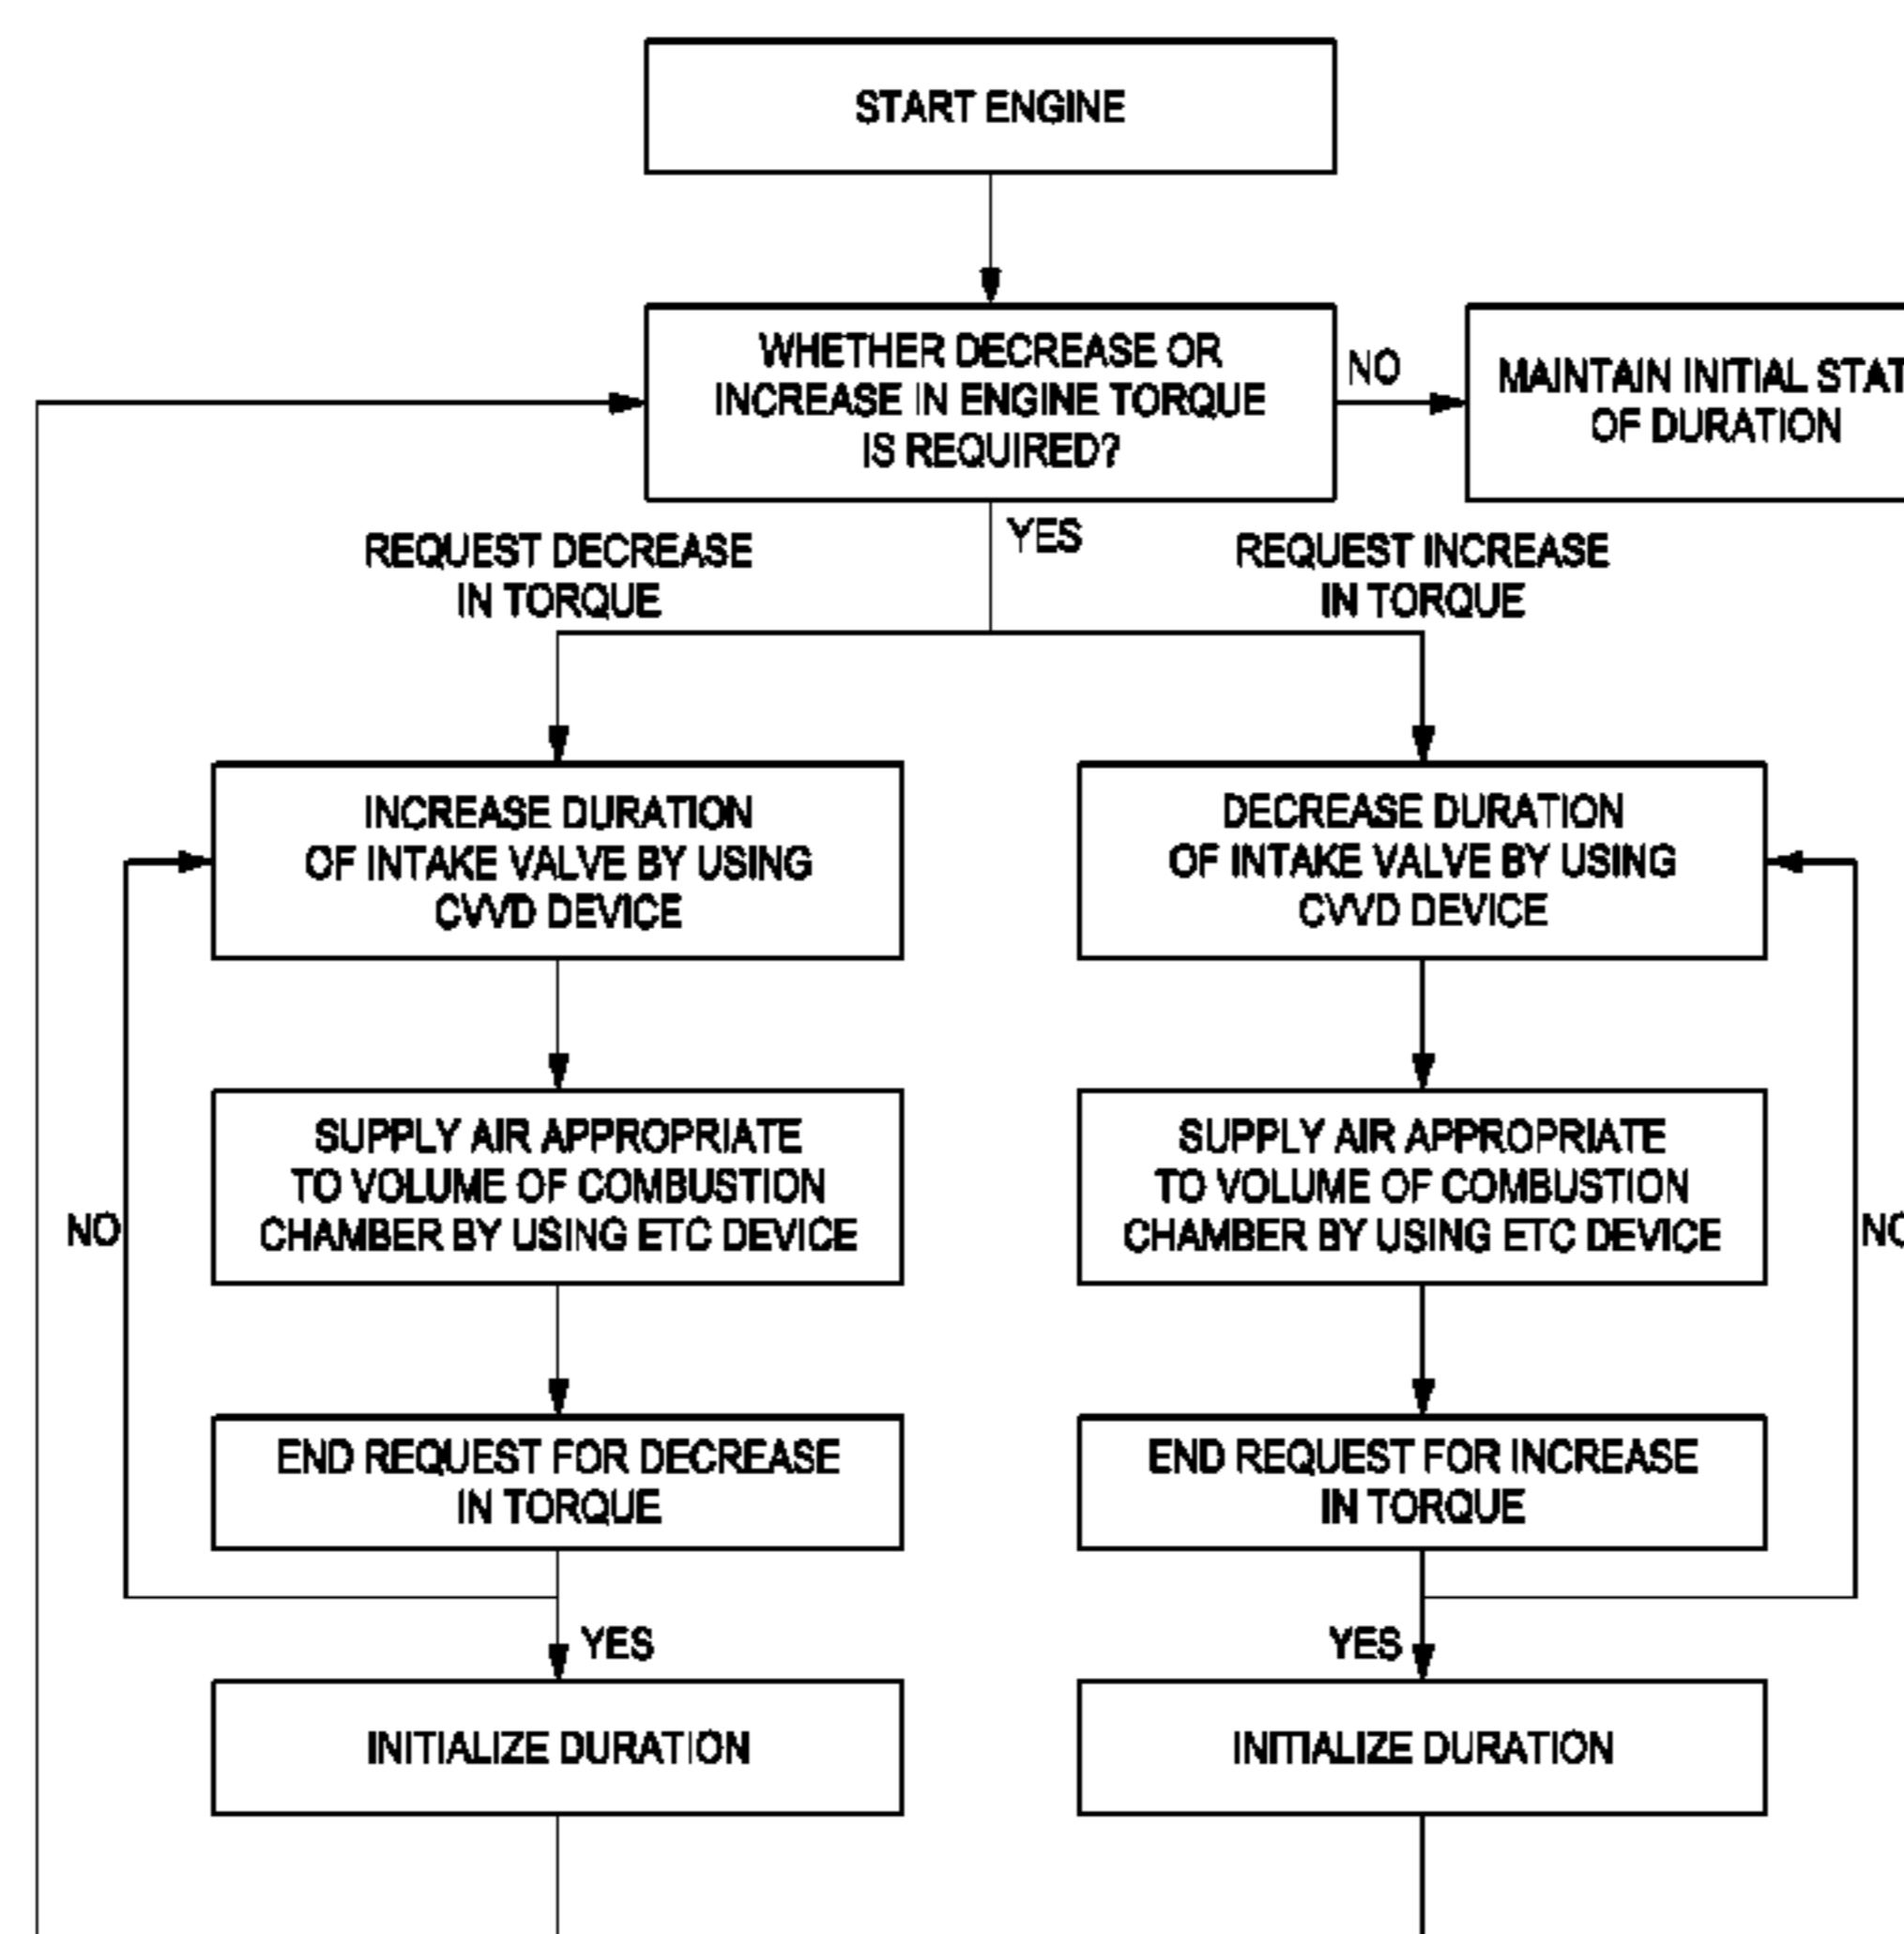 START ENGINE
WHETHER DECREASE OR
INCREASE IN ENGINE TORQUE
IS REQUIRED?
NO
MAINTAIN INITIAL STAT
OF DURATION
YES
REQUEST DECREASE
IN TORQUE
REQUEST INCREASE
IN TORQUE
INCREASE DURATION
OF INTAKE VALVE BY USING
CVVD DEVICE
DECREASE DURATION
OF INTAKE VALVE BY USING
CVVD DEVICE
SUPPLY AIR APPROPRIATE
TO VOLUME OF COMBUSTION
CHAMBER BY USING ETC DEVICE
SUPPLY AIR APPROPRIATE
TO VOLUME OF COMBUSTION
CHAMBER BY USING ETC DEVICE
NO
NO
END REQUEST FOR DECREASE
IN TORQUE
END REQUEST FOR INCREASE
IN TORQUE
YES
YES
INITIALIZE DURATION
INITIALIZE DURATION